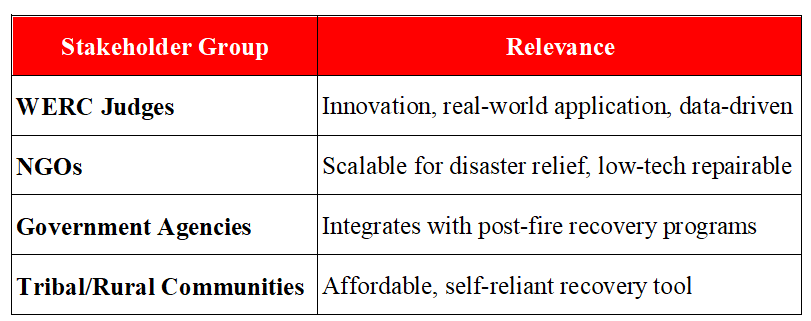 Stakeholder Group Relevance
WERC Judges Innovation, real-world application, data-driven
NGOs Scalable for disaster relief, low-tech repairable
Government Agencies Integrates with post-fire recovery programs
Tribal/Rural Communities Affordable, self-reliant recovery tool